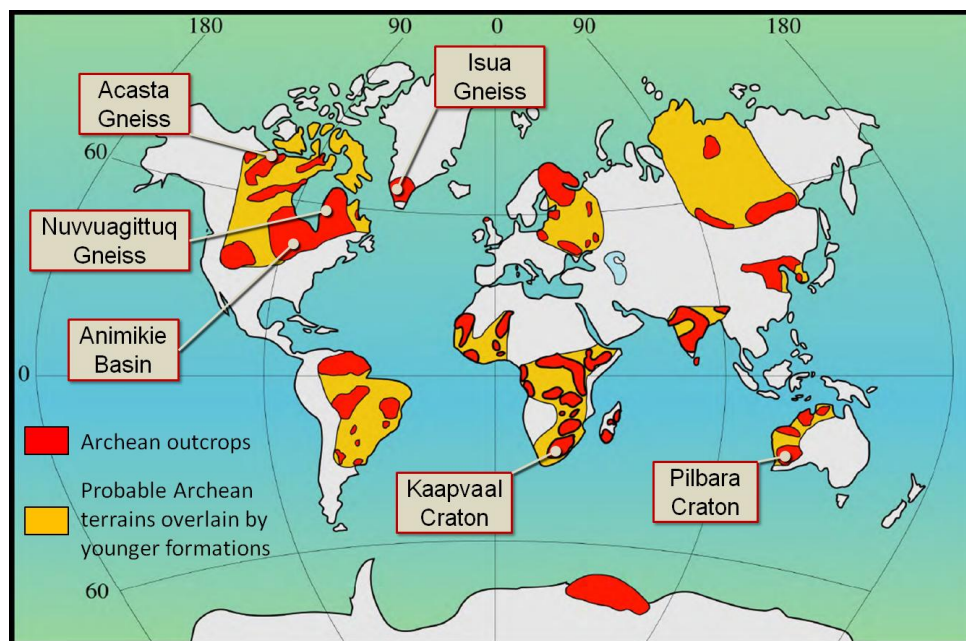 180
90
0
90
180
Isua
Gneiss
Acasta
Gneiss
60
Nuvvuagittuq
Gneiss
Animikie
Basin
0
Archean outcrops
Kaapvaal
Craton
Pilbara
Craton
Probable Archean
terrains overlain by
younger formations
60